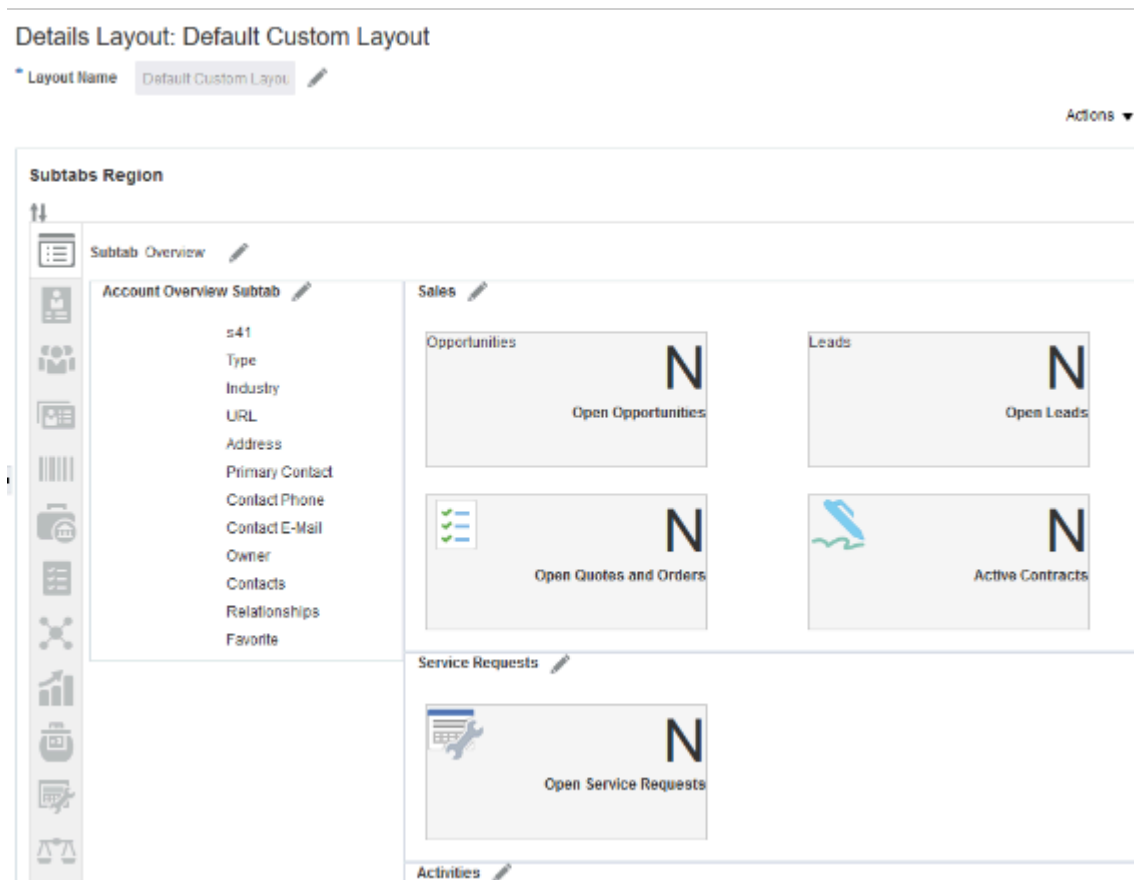 Details Layout: Default Custom Layout
* Layout Name Default Custom Layou
Actions
Subtabs Region
Subtab Overview
Account Overview Subtab
s41
Type
Industry
URL
Address
Primary Contact
Contact Phone
Contact E-Mail
Owner
Contacts
Relationships
Favorite
Sales
Opportunities
N
Open Opportunities
Leads
N
Open Leads
N
Open Quotes and Orders
N
Active Contracts
Service Requests
N
Open Service Requests
Activities